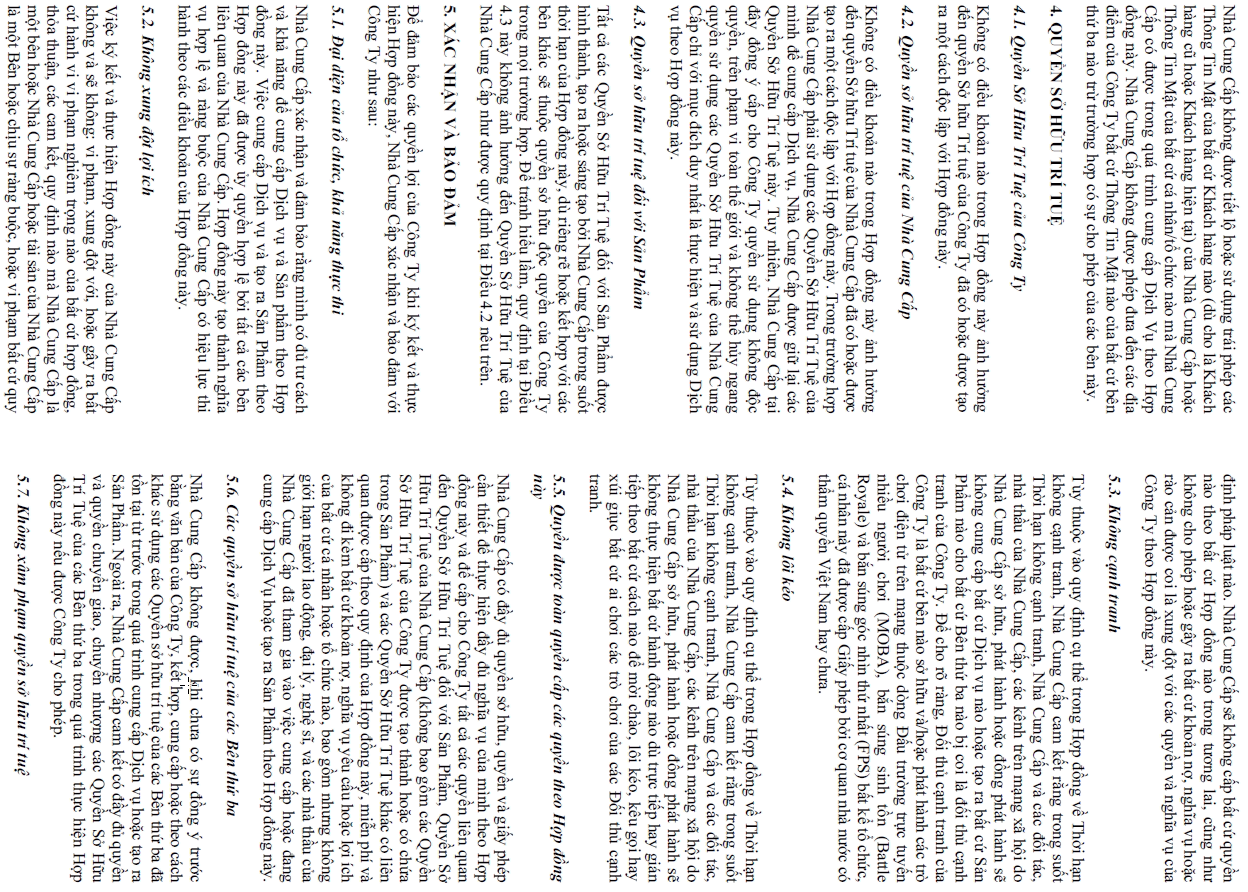 Nhà Cung Cấp không được tiết lộ hoặc sử dụng trái phép các
Thông Tin Mật của bất cứ Khách hàng nào (dù cho là Khách
hàng cũ hoặc Khách hàng hiện tại) của Nhà Cung Cấp hoặc
Thông Tin Mật của bất cứ cá nhân/tổ chức nào mà Nhà Cung
Cấp có được trong quá trình cung cấp Dịch Vụ theo Hợp
đồng này. Nhà Cung Cấp không được phép đưa đến các địa
điểm của Công Ty bất cứ Thông Tin Mật nào của bất cứ bên
thứ ba nào trừ trường hợp có sự cho phép của các bên này.
4. QUYỀN SỞ HỮU TRÍ TUỆ
4.1. Quyền Sở Hữu Trí Tuệ của Công Ty
Không có điều khoản nào trong Hợp đồng này ảnh hưởng
đến quyền Sở hữu Trí tuệ của Công Ty đã có hoặc được tạo
ra một cách độc lập với Hợp đồng này.
4.2. Quyền sở hữu trí tuệ của Nhà Cung Cấp
Không có điều khoản nào trong Hợp đồng này ảnh hưởng
đến quyền Sở hữu Trí tuệ của Nhà Cung Cấp đã có hoặc được
tạo ra một cách độc lập với Hợp đồng này. Trong trường hợp
Nhà Cung Cấp phải sử dụng các Quyền Sở Hữu Trí Tuệ của
mình để cung cấp Dịch vụ, Nhà Cung Cấp được giữ lại các
Quyền Sở Hữu Trí Tuệ này. Tuy nhiên, Nhà Cung Cấp tại
đây, đồng ý cấp cho Công Ty quyền sử dụng không độc
quyền, trên phạm vi toàn thế giới và không thể hủy ngang
quyền sử dụng các Quyền Sở Hữu Trí Tuệ của Nhà Cung
Cấp chỉ với mục đích duy nhất là thực hiện và sử dụng Dịch
vụ theo Hợp đồng này.
4.3. Quyền sở hữu trí tuệ đối với Sản Phẩm
Tất cả các Quyền Sở Hữu Trí Tuệ đối với Sản Phẩm được
hình thành, tạo ra hoặc sáng tạo bởi Nhà Cung Cấp trong suốt
thời hạn của Hợp đồng này, dù riêng rẽ hoặc kết hợp với các
bên khác sẽ thuộc quyền sở hữu độc quyền của Công Ty
trong mọi trường hợp. Để tránh hiểu lầm, quy định tại Điều
4.3 này không ảnh hưởng đến Quyền Sở Hữu Trí Tuệ của
Nhà Cung Cấp như được quy định tại Điều 4.2 nêu trên.
5. XÁC NHẬN VÀ BẢO ĐẢM
Để đảm bảo các quyền lợi của Công Ty khi ký kết và thực
hiện Hợp đồng này, Nhà Cung Cấp xác nhận và bảo đảm với
Công Ty như sau:
5.1. Đại diện của tổ chức, khả năng thực thi
Nhà Cung Cấp xác nhận và đảm bảo rằng mình có đủ tư cách
và khả năng để cung cấp Dịch vụ và Sản phẩm theo Hợp
đồng này. Việc cung cấp Dịch vụ và tạo ra Sản Phẩm theo
Hợp đồng này đã được ủy quyền hợp lệ bởi tất cả các bên
liên quan của Nhà Cung Cấp. Hợp đồng này tạo thành nghĩa
vụ hợp lệ và ràng buộc của Nhà Cung Cấp có hiệu lực thi
hành theo các điều khoản của Hợp đồng này.
5.2. Không xung đột lợi ích
Việc ký kết và thực hiện Hợp đồng này của Nhà Cung Cấp
không và sẽ không: vi phạm, xung đột với, hoặc gây ra bất
cứ hành vi vi phạm nghiêm trọng nào của bất cứ hợp đồng,
thỏa thuận, các cam kết, quy định nào mà Nhà Cung Cấp là
một bên hoặc Nhà Cung Cấp hoặc tài sản của Nhà Cung Cấp
là một Bên hoặc chịu sự ràng buộc, hoặc vi phạm bất cứ quy
định pháp luật nào. Nhà Cung Cấp sẽ không cấp bất cứ quyền
nào theo bất cứ Hợp đồng nào trong tương lai, cũng như
không cho phép hoặc gây ra bất cứ khoản nợ, nghĩa vụ hoặc
rào cản được coi là xung đột với các quyền và nghĩa vụ của
Công Ty theo Hợp đồng này.
5.3. Không cạnh tranh
Tùy thuộc vào quy định cụ thể trong Hợp đồng về Thời hạn
không cạnh tranh, Nhà Cung Cấp cam kết rằng trong suốt
Thời hạn không cạnh tranh, Nhà Cung Cấp và các đối tác,
nhà thầu của Nhà Cung Cấp, các kênh trên mạng xã hội do
Nhà Cung Cấp sở hữu, phát hành hoặc đồng phát hành sẽ
không cung cấp bất cứ Dịch vụ nào hoặc tạo ra bất cứ Sản
Phẩm nào cho bất cứ Bên thứ ba nào bị coi là đối thủ cạnh
tranh của Công Ty. Để cho rõ ràng, Đối thủ cạnh tranh của
Công Ty là bất cứ bên nào sở hữu và/hoặc phát hành các trò
chơi điện tử trên mạng thuộc dòng Đấu trường trực tuyến
nhiều người chơi (MOBA), bắn súng sinh tồn (Battle
Royale) và bắn súng góc nhìn thứ nhất (FPS) bất kể tổ chức,
cá nhân này đã được cấp Giấy phép bởi cơ quan nhà nước có
thẩm quyền Việt Nam hay chưa.
5.4. Không lôi kéo
Tùy thuộc vào quy định cụ thể trong Hợp đồng về Thời hạn
không cạnh tranh, Nhà Cung Cấp cam kết rằng trong suốt
Thời hạn không cạnh tranh, Nhà Cung Cấp và các đối tác,
nhà thầu của Nhà Cung Cấp, các kênh trên mạng xã hội do
Nhà Cung Cấp sở hữu, phát hành hoặc đồng phát hành sẽ
không thực hiện bất cứ hành động nào dù trực tiếp hay gián
tiếp theo bất cứ cách nào để mời chào, lôi kéo, kêu gọi hay
xúi giục bất cứ ai chơi các trò chơi của các Đối thủ cạnh
tranh.
5.5. Quyền được toàn quyền cấp các quyền theo Hợp đồng
này
Nhà Cung Cấp có đầy đủ quyền sở hữu, quyền và giấy phép
cần thiết để thực hiện đầy đủ nghĩa vụ của mình theo Hợp
đồng này và để cấp cho Công Ty tất cả các quyền liên quan
đến Quyền Sở Hữu Trí Tuệ đối với Sản Phẩm, Quyền Sở
Hữu Trí Tuệ của Nhà Cung Cấp (không bao gồm các Quyền
Sở Hữu Trí Tuệ của Công Ty được tạo thành hoặc có chứa
trong Sản Phẩm) và các Quyền Sở Hữu Trí Tuệ khác có liên
quan được cấp theo quy định của Hợp đồng này, miễn phí và
không đi kèm bất cứ khoản nợ, nghĩa vụ yêu cầu hoặc lợi ích
của bất cứ cá nhân hoặc tổ chức nào, bao gồm nhưng không
giới hạn người lao động, đại lý, nghệ sĩ, và các nhà thầu của
Nhà Cung Cấp đã tham gia vào việc cung cấp hoặc đang
cung cấp Dịch Vụ hoặc tạo ra Sản Phẩm theo Hợp đồng này.
5.6. Các quyền sở hữu trí tuệ của các Bên thứ ba
Nhà Cung Cấp không được, khi chưa có sự đồng ý trước
bằng văn bản của Công Ty, kết hợp, cung cấp hoặc theo cách
khác sử dụng các Quyền sở hữu trí tuệ của các Bên thứ ba đã
tồn tại từ trước trong quá trình cung cấp Dịch vụ hoặc tạo ra
Sản Phẩm. Ngoài ra, Nhà Cung Cấp cam kết có đầy đủ quyền
và quyền chuyển giao, chuyển nhượng các Quyền Sở Hữu
Trí Tuệ của các Bên thứ ba trong quá trình thực hiện Hợp
đồng này nếu được Công Ty cho phép.
5.7. Không xâm phạm quyền sở hữu trí tuệ